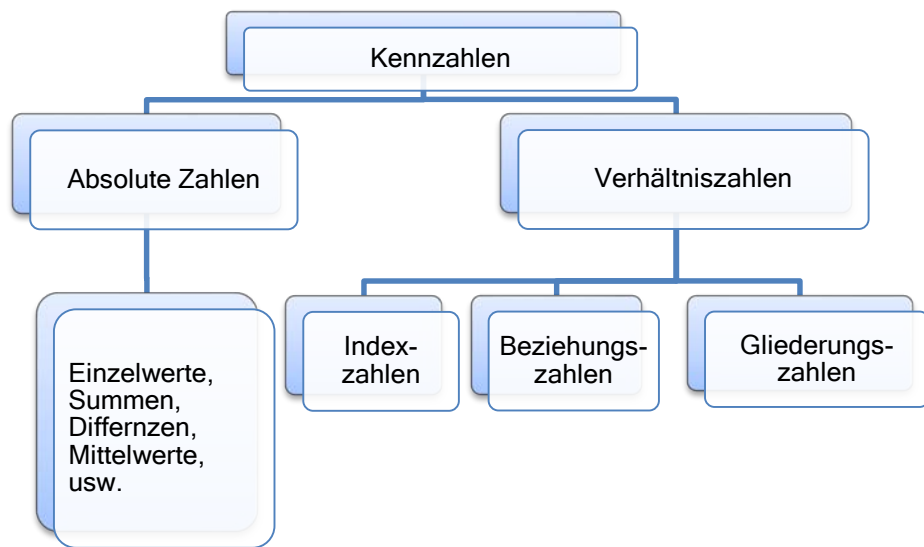 Kennzahlen
Absolute Zahlen
Verhältniszahlen
Einzelwerte,
Summen,
Differnzen,
Mittelwerte,
usw.
Index-
zahlen
Beziehungs-
zahlen
Gliederungs-
zahlen